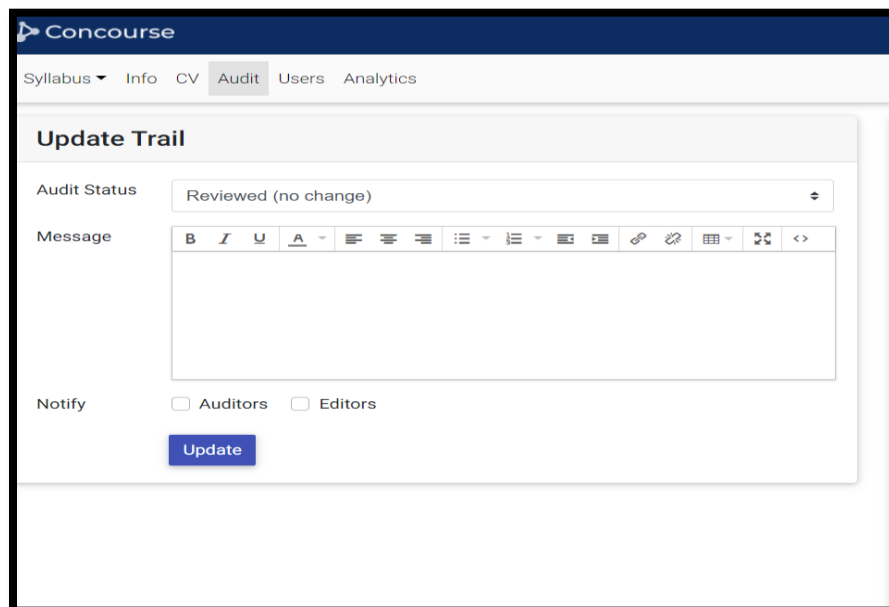 Concourse
Syllabus Info CV Audit Users Analytics
Update Trail
Audit Status Reviewed (no change)
Message B I U A
Notify Auditors Editors
Update